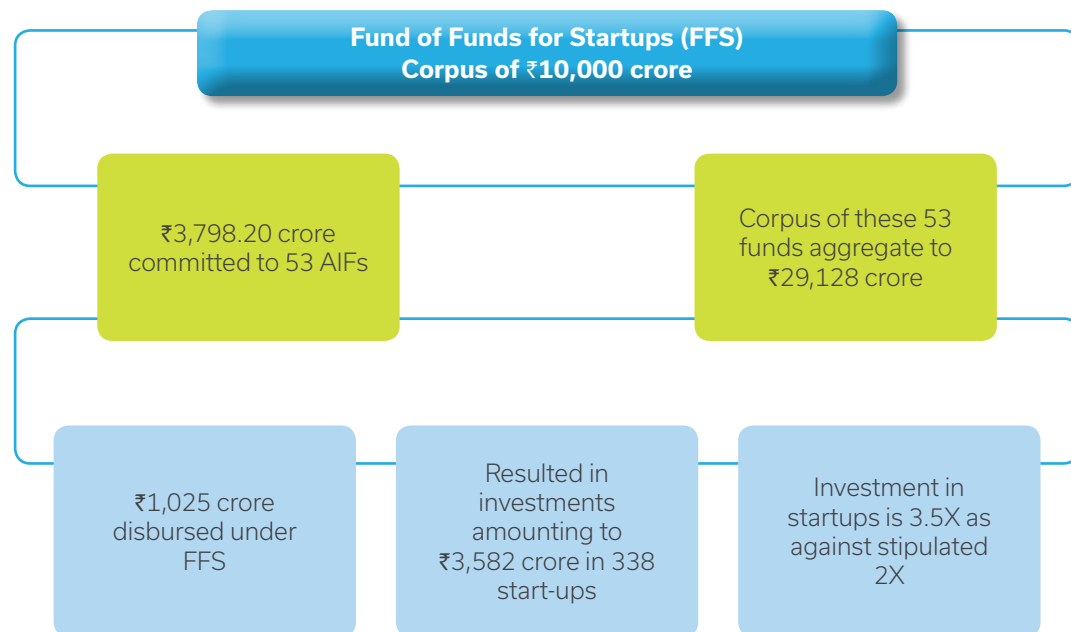 Fund of Funds for Startups (FFS)
Corpus of ₹10,000 crore
₹3,798.20 crore
committed to 53 AIFs
Corpus of these 53
funds aggregate to
₹29,128 crore
₹1,025 crore
disbursed under
FFS
Resulted in
investments
amounting to
₹3,582 crore in 338
start-ups
Investment in
startups is 3.5X as
against stipulated
2X